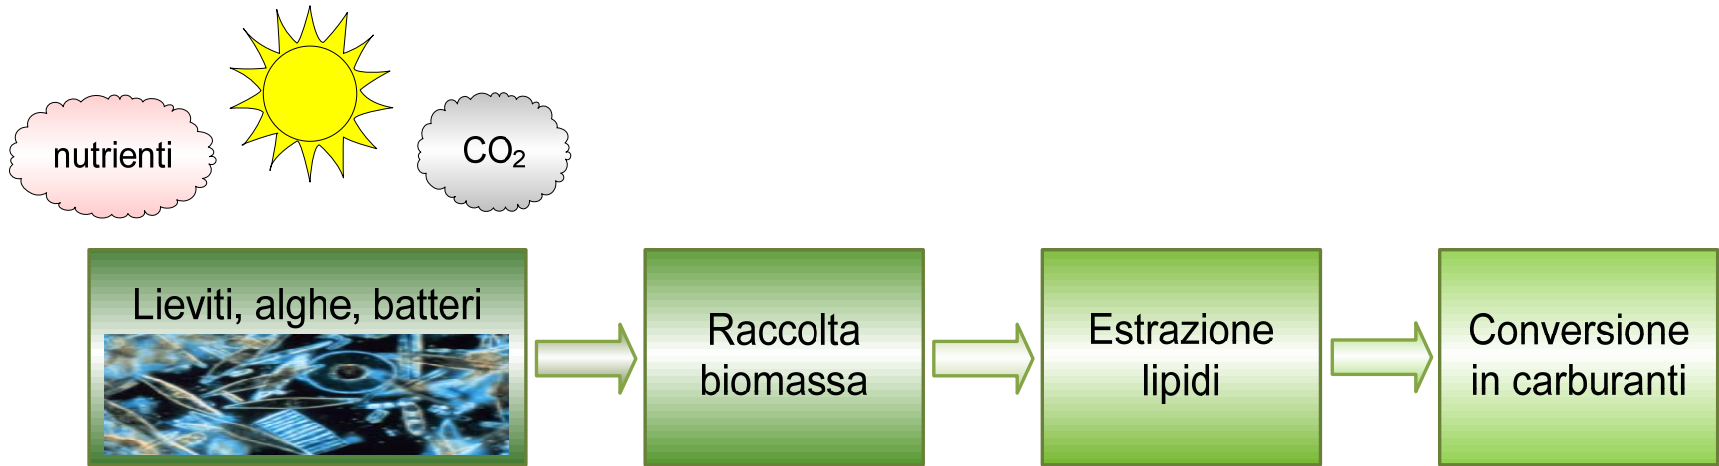 nutrienti
CO₂
Lieviti, alghe, batteri
Raccolta
biomassa
Estrazione
lipidi
Conversione
in carburanti